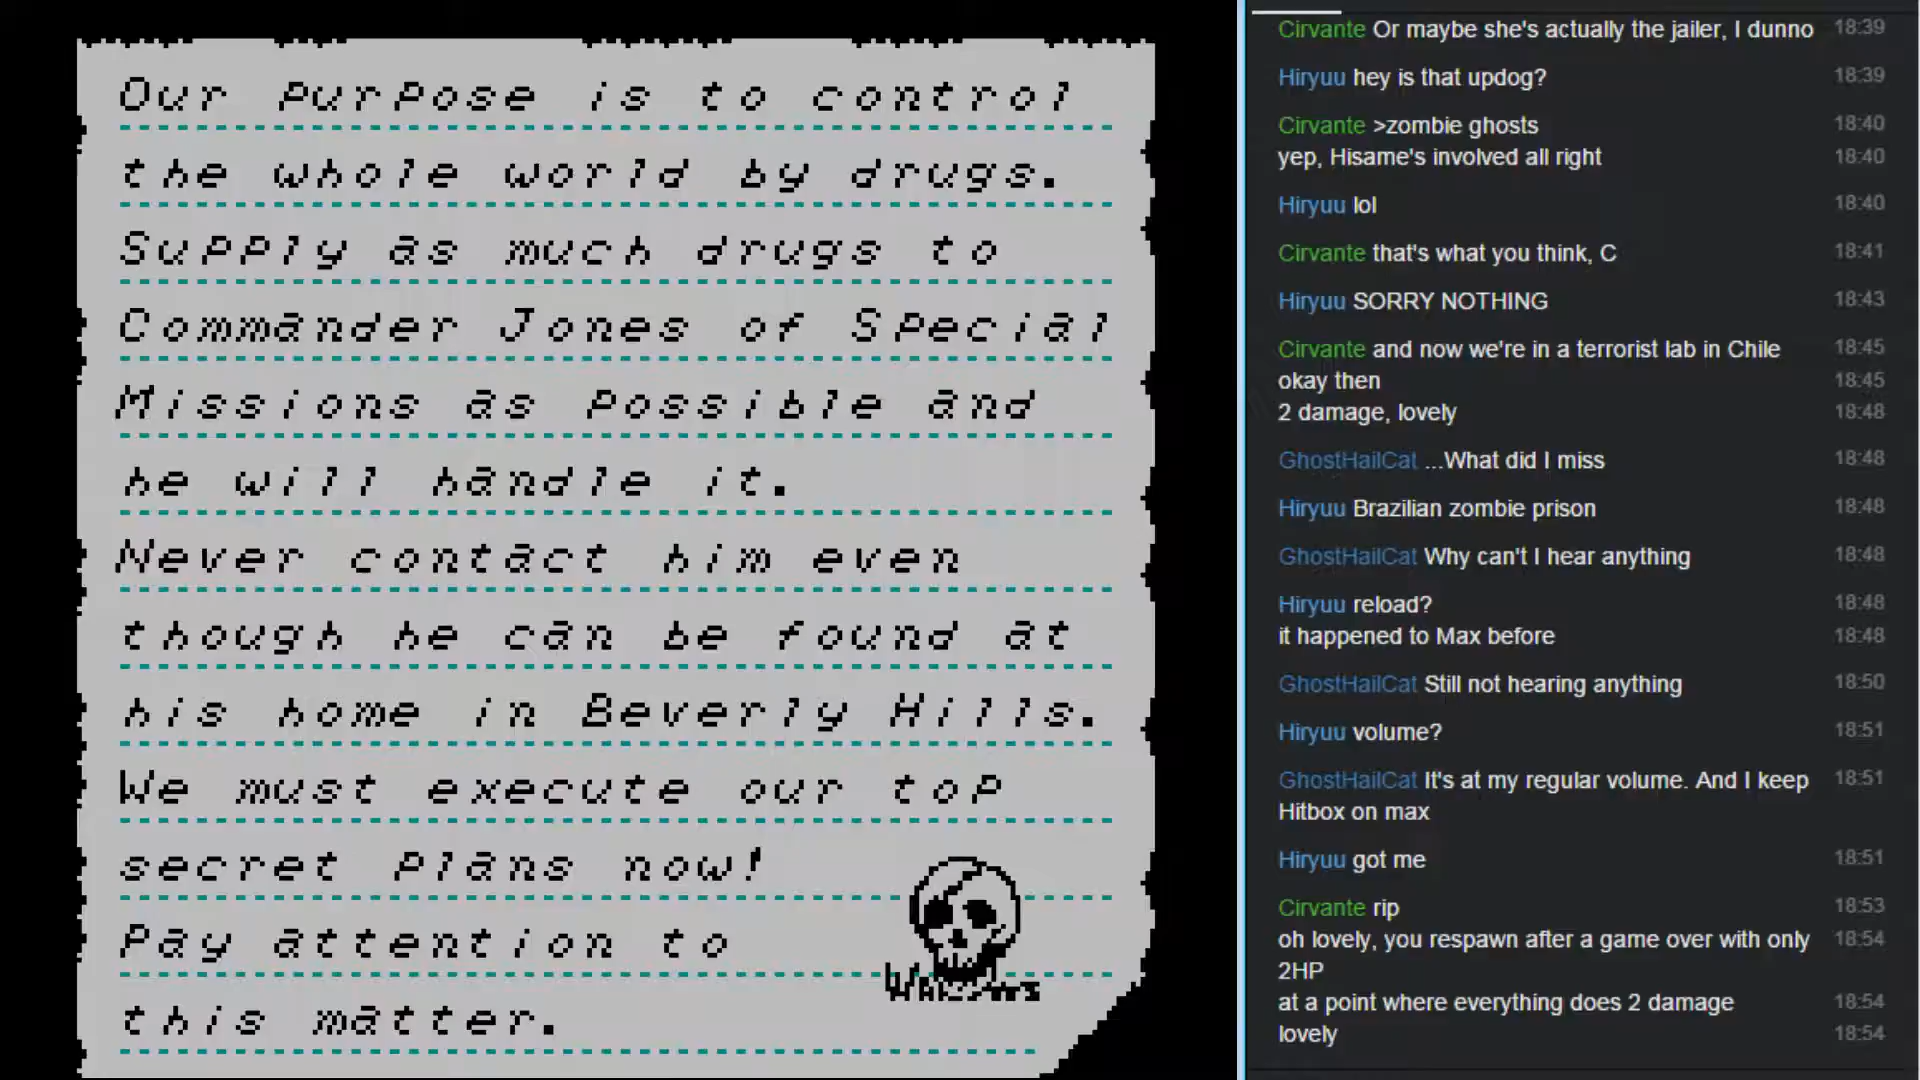 Our purpose is to control
the whole world by drugs.
Supply as much drugs to
Commander Jones of Special
Missions as possible and
he will handle it.
Never contact him even
though he can be found at
his home in Beverly Hills.
We must execute our top
secret plans now!
Pay attention to
this matter.
Cirvante Or maybe she's actually the jailer, I dunno 18:39
Hiryuu hey is that updog? 18:39
Cirvante >zombie ghosts 18:40
yep, Hisame's involved all right 18:40
Hiryuu lol 18:40
Cirvante that's what you think, C 18:41
Hiryuu SORRY NOTHING 18:43
Cirvante and now we're in a terrorist lab in Chile 18:45
okay then 18:45
2 damage, lovely 18:48
GhostHailCat ...What did I miss 18:48
Hiryuu Brazilian zombie prison 18:48
GhostHailCat Why can't I hear anything 18:48
Hiryuu reload? 18:48
it happened to Max before 18:48
GhostHailCat Still not hearing anything 18:50
Hiryuu volume? 18:51
GhostHailCat It's at my regular volume. And I keep 18:51
Hitbox on max
Hiryuu got me 18:51
Cirvante rip 18:53
oh lovely, you respawn after a game over with only 18:54
2HP
at a point where everything does 2 damage 18:54
lovely 18:54